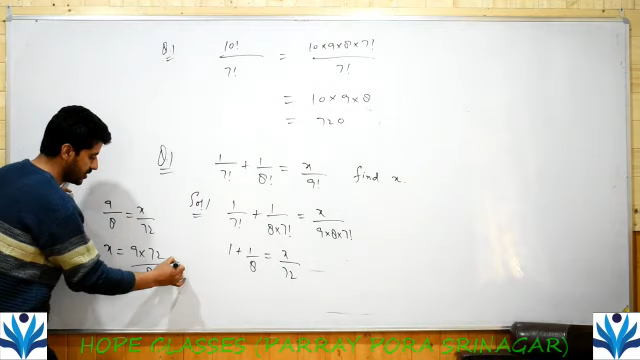 Q! 10!/7! = 10×9×8×7!/7!
= 10×9×8
= 720
Q! 1/7! + 1/8! = x/9! find x.
Sol! 1/7! + 1/8×7! = x/9×8×7!
1 + 1/8 = x/72
9/8 = x/72
x = 9×72/8
HOPE CLASSES (PARRAY PORA SRINAGAR)